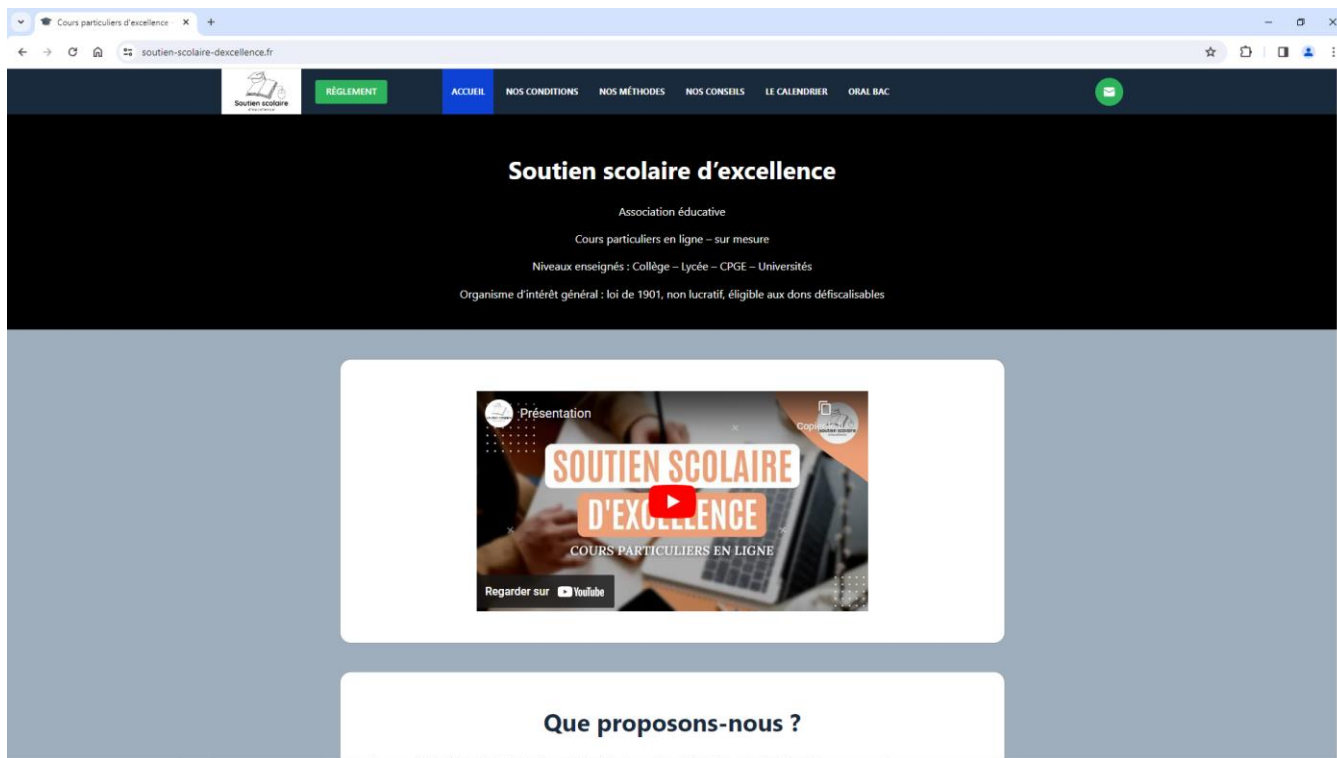 Cours particuliers d'excellence
soutien-scolaire-dexcellence.fr
Soutien scolaire
d'excellence
RÈGLEMENT
ACCUEIL
NOS CONDITIONS
NOS MÉTHODES
NOS CONSEILS
LE CALENDRIER
ORAL BAC
Soutien scolaire d'excellence
Association éducative
Cours particuliers en ligne – sur mesure
Niveaux enseignés : Collège – Lycée – CPGE – Universités
Organisme d'intérêt général : loi de 1901, non lucratif, éligible aux dons défiscalisables
Présentation
SOUTIEN SCOLAIRE
D'EXCELLENCE
COURS PARTICULIERS EN LIGNE
Regarder sur YouTube
Que proposons-nous ?